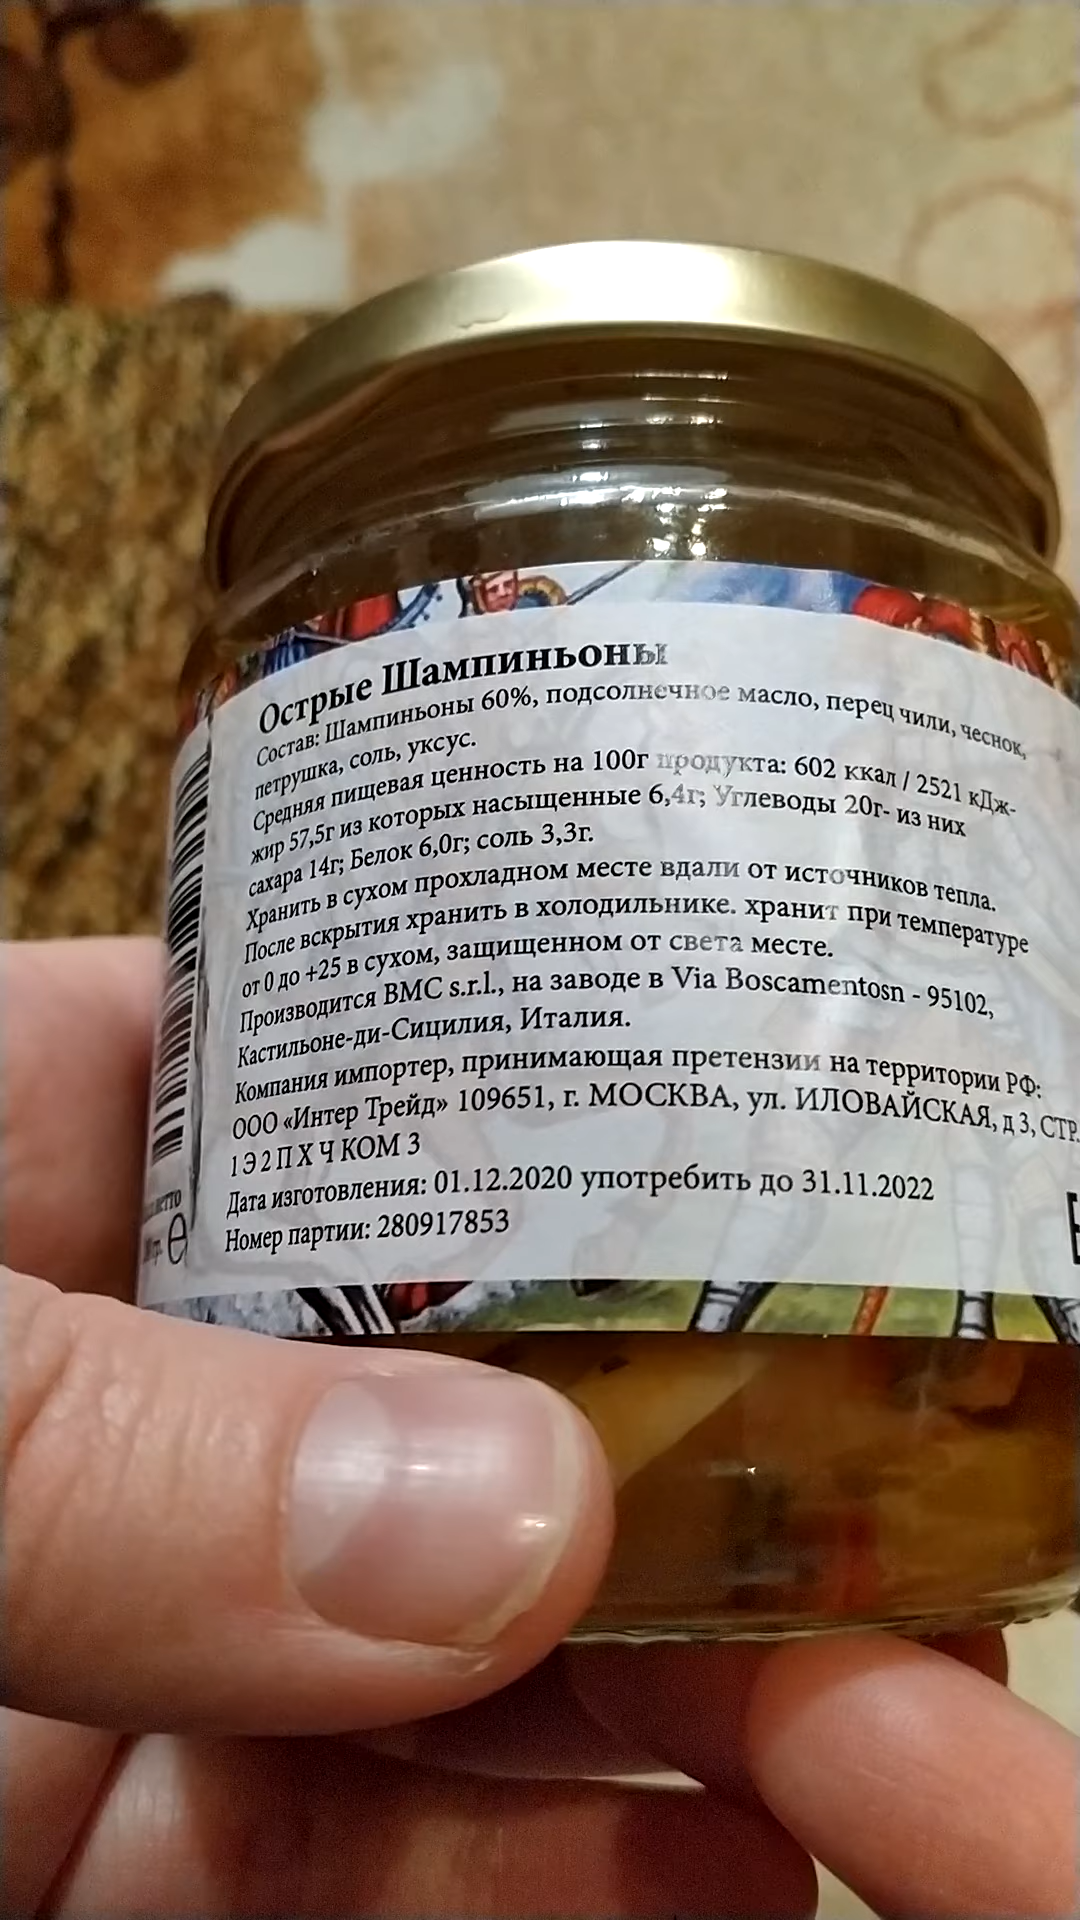 Острые Шампиньоны
Состав: Шампиньоны 60%, подсолнечное масло, перец чили, чеснок,
петрушка, соль, уксус.
Средняя пищевая ценность на 100г продукта: 602 ккал / 2521 кДж-
жир 57,5г из которых насыщенные 6,4г; Углеводы 20г- из них
сахара 14г; Белок 6,0г; соль 3,3г.
Хранить в сухом прохладном месте вдали от источников тепла.
После вскрытия хранить в холодильнике. хранит при температуре
от 0 до +25 в сухом, защищенном от света месте.
Производится BMC s.r.l., на заводе в Via Boscamentosn - 95102,
Кастильоне-ди-Сицилия, Италия.
Компания импортер, принимающая претензии на территории РФ:
ООО «Интер Трейд» 109651, г. МОСКВА, ул. ИЛОВАЙСКАЯ, д 3, СТР.
1 Э 2 П Х Ч КОМ 3
Дата изготовления: 01.12.2020 употребить до 31.11.2022
Номер партии: 280917853
℮